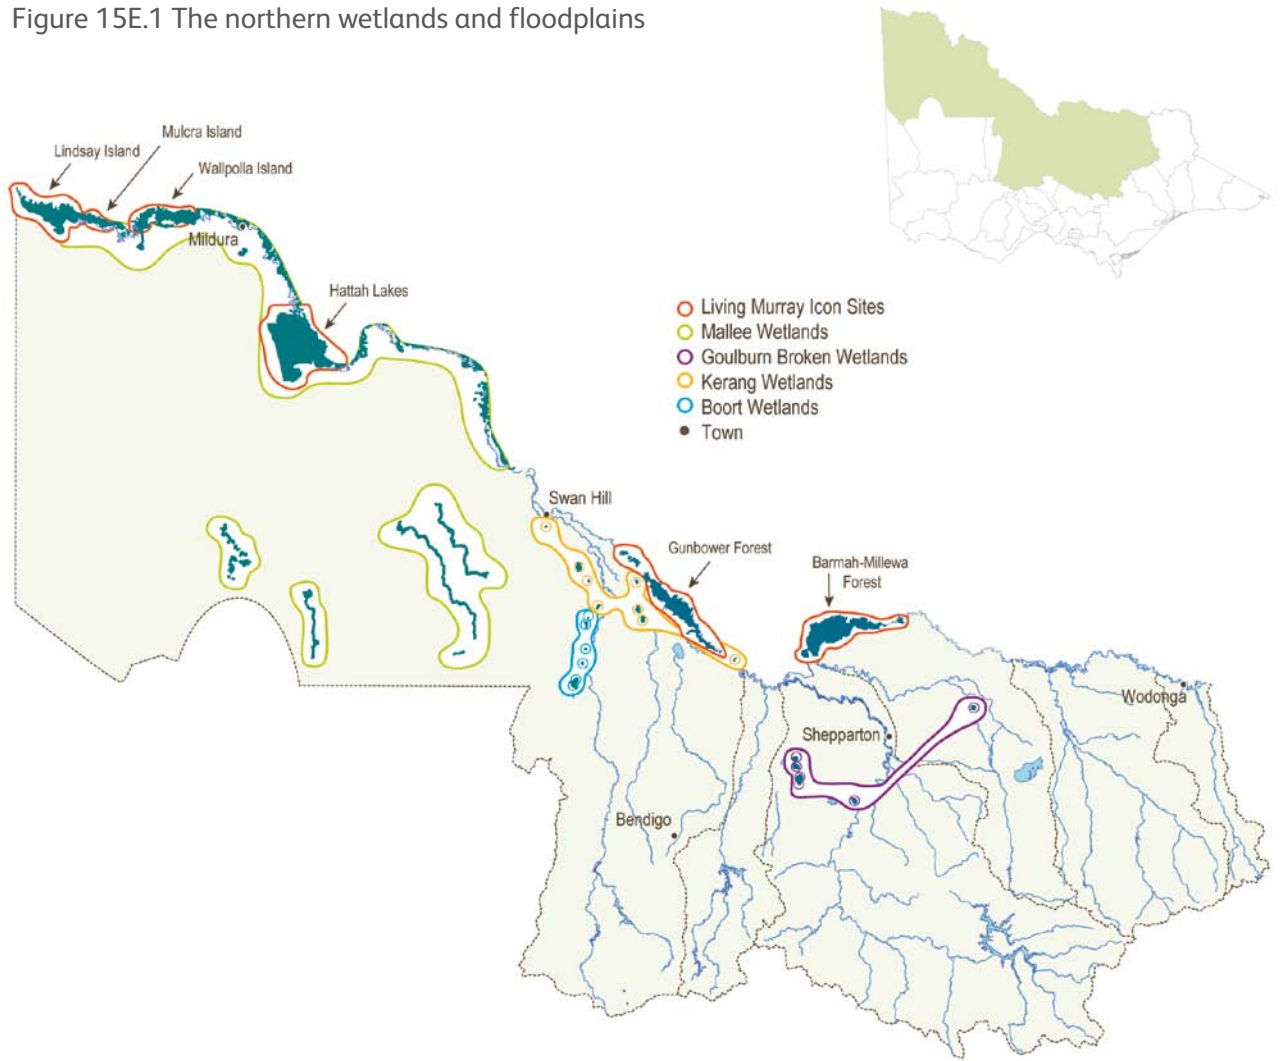 Figure 15E.1 The northern wetlands and floodplains
Mulcra Island
Lindsay Island
Wallpolla Island
Mildura
Hattah Lakes
Living Murray Icon Sites
Mallee Wetlands
Goulburn Broken Wetlands
Kerang Wetlands
Boort Wetlands
Town
Swan Hill
Gunbower Forest
Barmah-Millewa
Forest
Wodonga
Shepparton
Bendigo